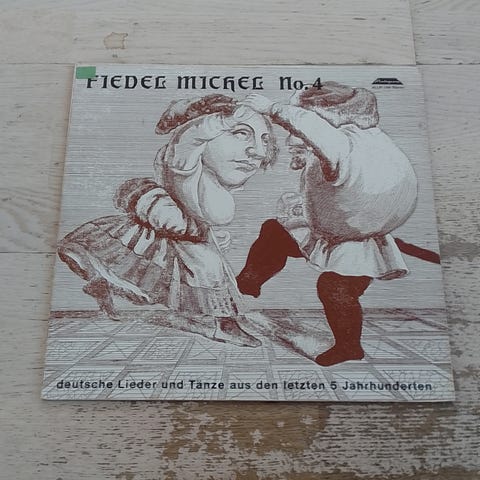 FIEDEL MICHEL No.4
deutsche Lieder und Tänze aus den letzten 5 Jahrhunderten